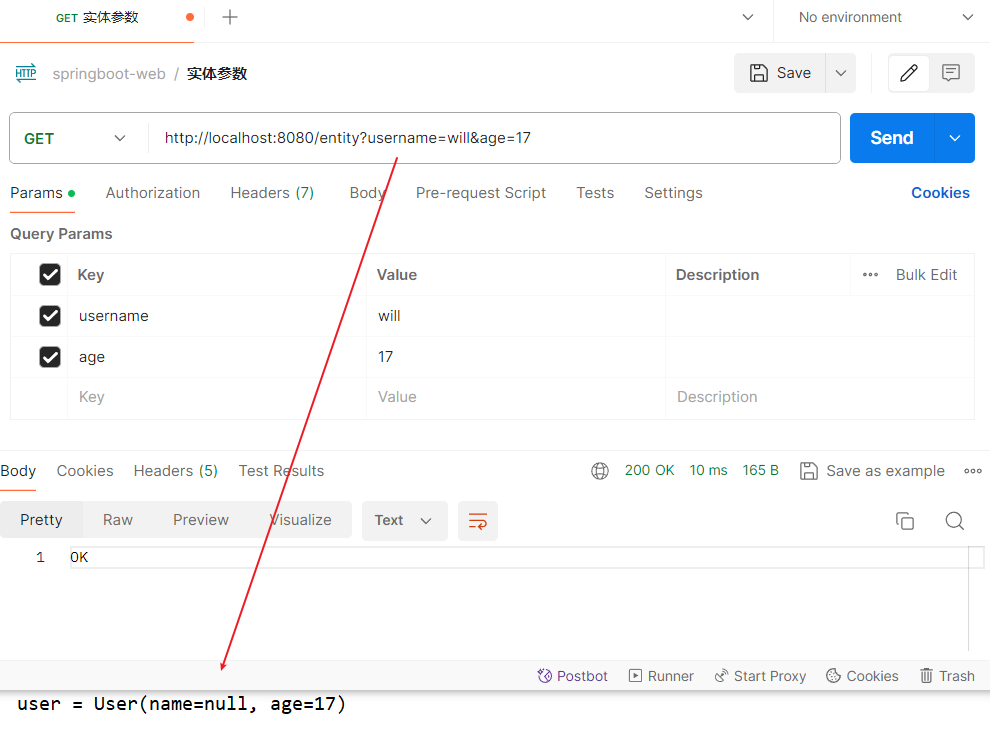 GET 实体参数
No environment
HTTP springboot-web / 实体参数
Save
GET http://localhost:8080/entity?username=will&age=17
Send
Params Authorization Headers (7) Body Pre-request Script Tests Settings Cookies
Query Params
Key Value Description Bulk Edit
username will
age 17
Key Value Description
Body Cookies Headers (5) Test Results 200 OK 10 ms 165 B Save as example
Pretty Raw Preview Visualize Text
1 OK
Postbot Runner Start Proxy Cookies Trash
user = User(name=null, age=17)